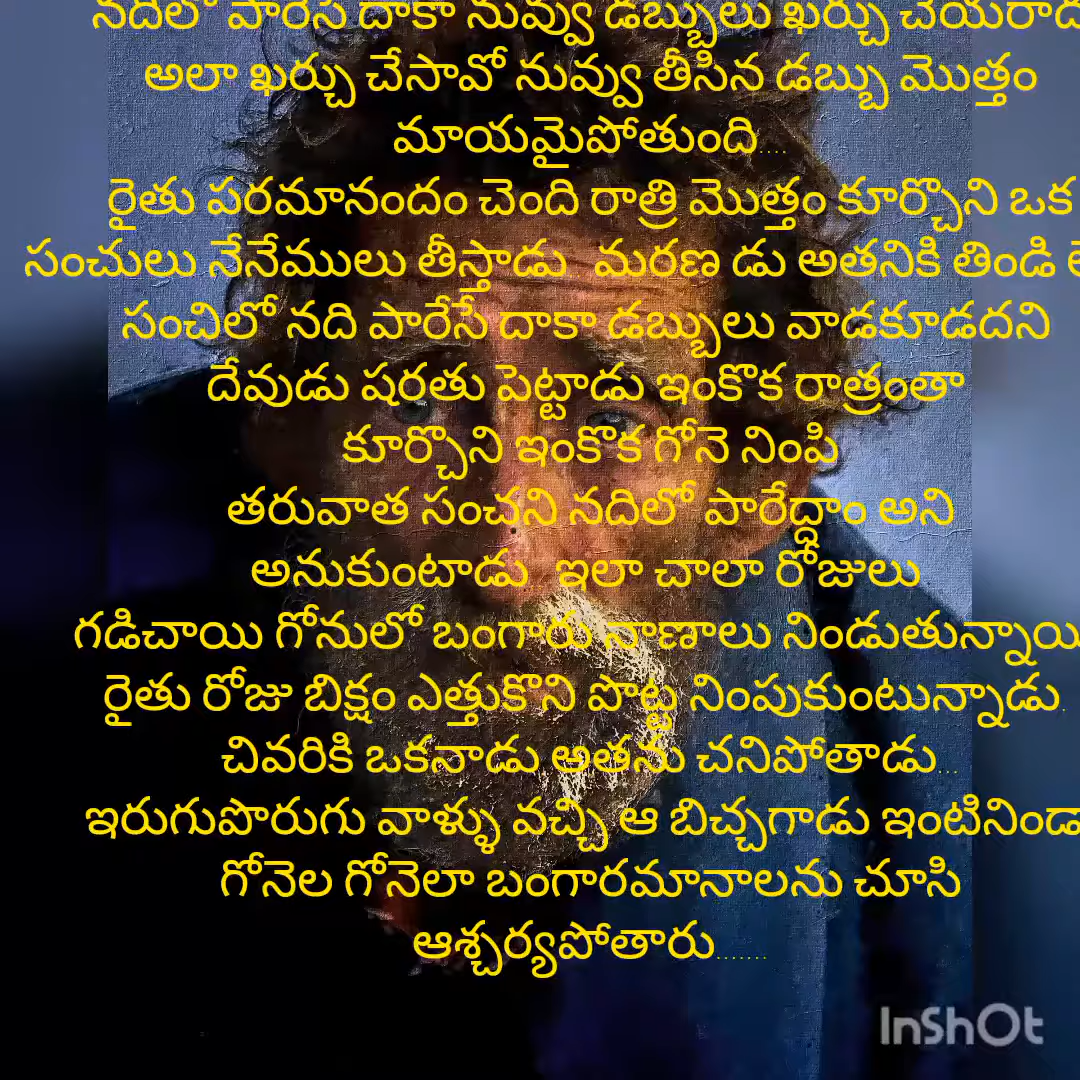 నదిలో పారేసే దాకా నువ్వు డబ్బులు ఖర్చు చేయరాదు
అలా ఖర్చు చేసావో నువ్వు తీసిన డబ్బు మొత్తం
మాయమైపోతుంది....
రైతు పరమానందం చెంది రాత్రి మొత్తం కూర్చొని ఒక
సంచులు నేనేములు తీస్తాడు మరణ డు అతనికి తిండి
సంచిలో నది పారేసే దాకా డబ్బులు వాడకూడదని
దేవుడు షరతు పెట్టాడు ఇంకొక రాత్రంతా
కూర్చొని ఇంకొక గోనె నింపి
తరువాత సంచని నదిలో పారేద్దాం అని
అనుకుంటాడు ఇలా చాలా రోజులు
గడిచాయి గోనులో బంగారు నాణాలు నిండుతున్నాయి
రైతు రోజు బిక్షం ఎత్తుకొని పొట్ట నింపుకుంటున్నాడు.
చివరికి ఒకనాడు అతను చనిపోతాడు...
ఇరుగుపొరుగు వాళ్ళు వచ్చి ఆ బిచ్చగాడు ఇంటినిండా
గోనెల గోనెలా బంగారమానాలను చూసి
ఆశ్చర్యపోతారు.......
InShOt